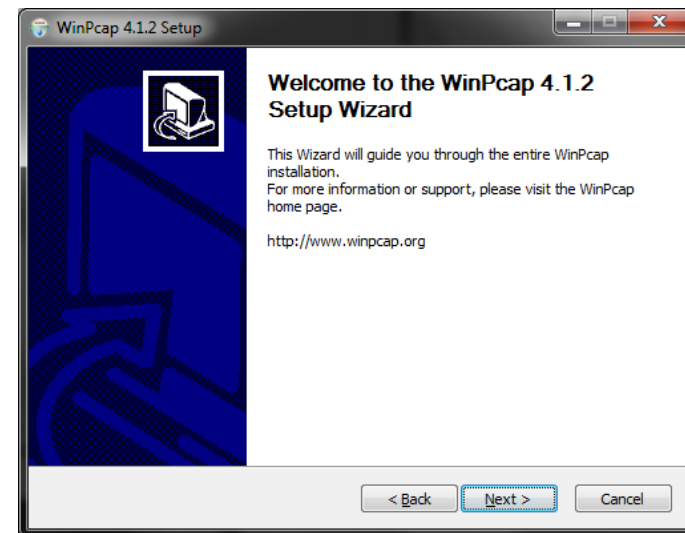 WinPcap 4.1.2 Setup
Welcome to the WinPcap 4.1.2
Setup Wizard
This Wizard will guide you through the entire WinPcap
installation.
For more information or support, please visit the WinPcap
home page.
http://www.winpcap.org
< Back
Next >
Cancel